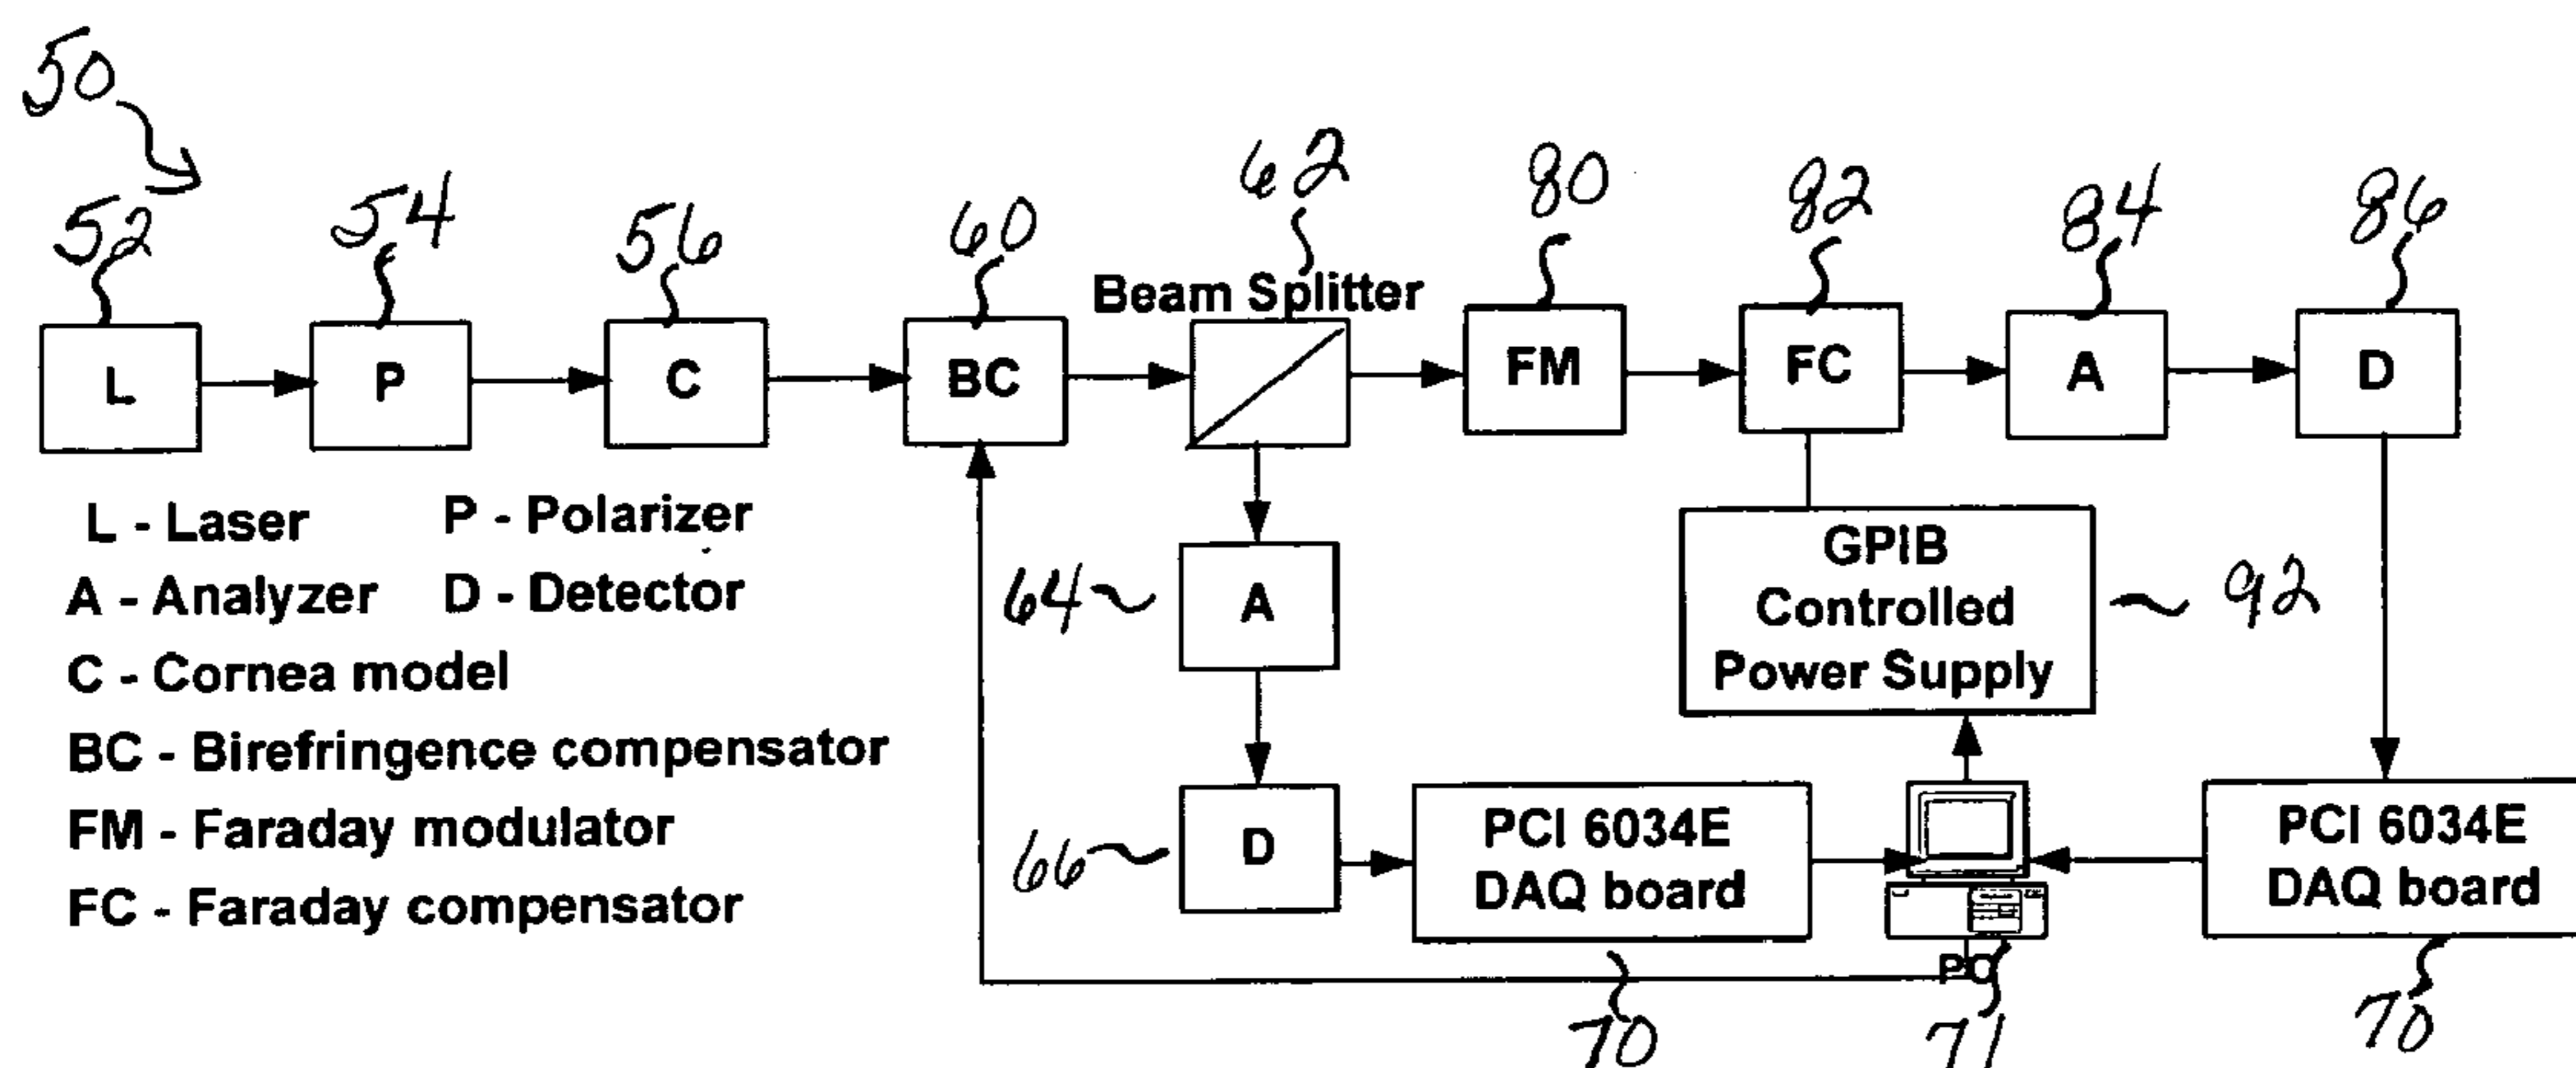 50
52
54
56
60
62
80
82
84
86
Beam Splitter
L
P
C
BC
FM
FC
A
D
L - Laser
P - Polarizer
A - Analyzer
D - Detector
C - Cornea model
BC - Birefringence compensator
FM - Faraday modulator
FC - Faraday compensator
64
A
GPIB
Controlled
Power Supply
92
66
D
PCI 6034E
DAQ board
PCI 6034E
DAQ board
PC
70
71
70